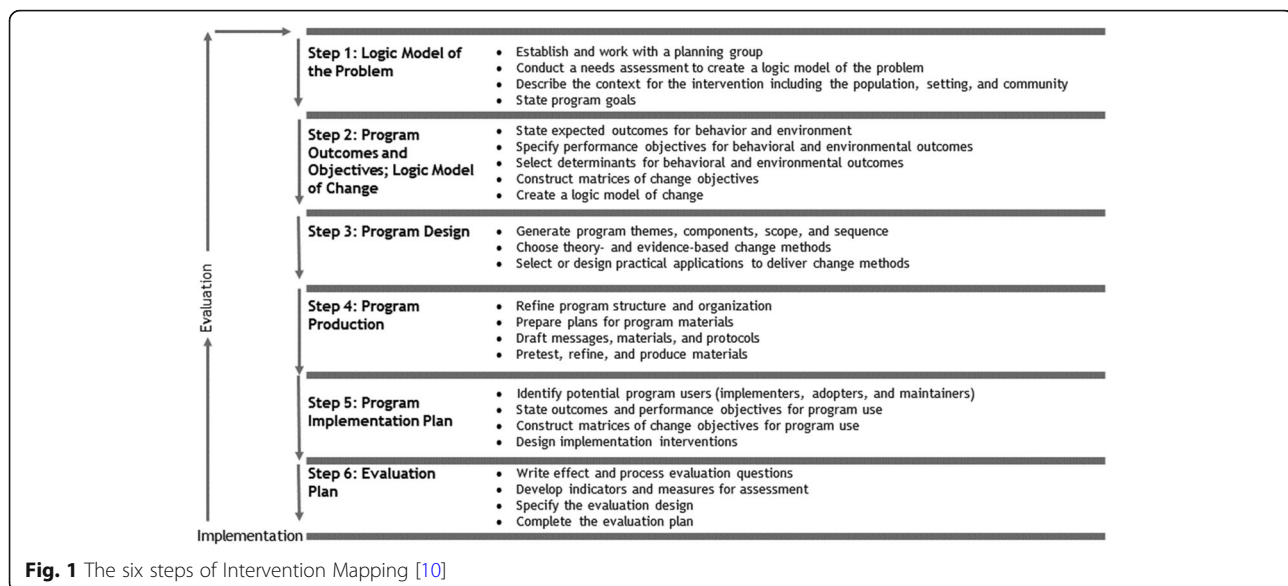 Evaluation
Step 1: Logic Model of
the Problem
• Establish and work with a planning group
• Conduct a needs assessment to create a logic model of the problem
• Describe the context for the intervention including the population, setting, and community
• State program goals
Step 2: Program
Outcomes and
Objectives; Logic Model
of Change
• State expected outcomes for behavior and environment
• Specify performance objectives for behavioral and environmental outcomes
• Select determinants for behavioral and environmental outcomes
• Construct matrices of change objectives
• Create a logic model of change
Step 3: Program Design
• Generate program themes, components, scope, and sequence
• Choose theory- and evidence-based change methods
• Select or design practical applications to deliver change methods
Step 4: Program
Production
• Refine program structure and organization
• Prepare plans for program materials
• Draft messages, materials, and protocols
• Pretest, refine, and produce materials
Step 5: Program
Implementation Plan
• Identify potential program users (implementers, adopters, and maintainers)
• State outcomes and performance objectives for program use
• Construct matrices of change objectives for program use
• Design implementation interventions
Step 6: Evaluation
Plan
• Write effect and process evaluation questions
• Develop indicators and measures for assessment
• Specify the evaluation design
• Complete the evaluation plan
Implementation
Fig. 1 The six steps of Intervention Mapping [10]